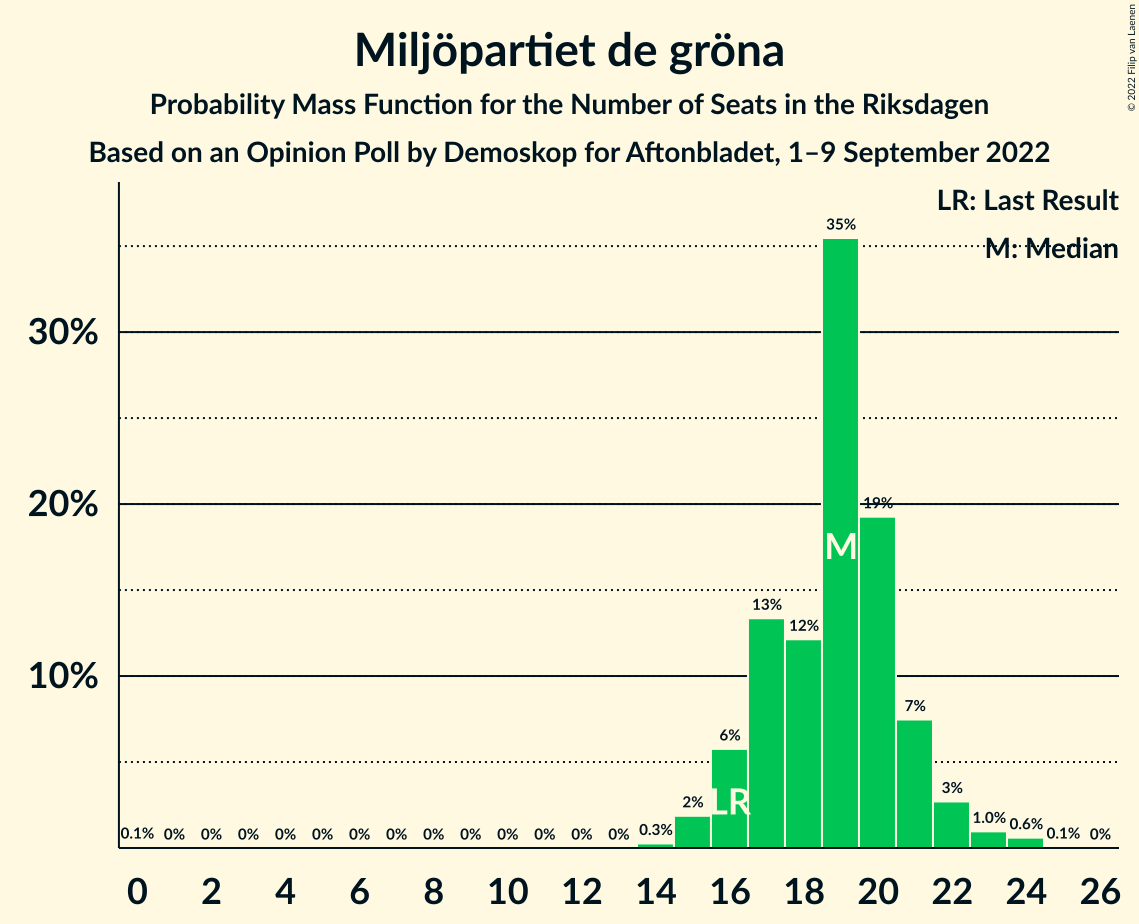 Miljöpartiet de gröna
Probability Mass Function for the Number of Seats in the Riksdagen
Based on an Opinion Poll by Demoskop for Aftonbladet, 1–9 September 2022
© 2022 Filip van Laenen
LR: Last Result
M: Median
35%
30%
20%
19%
M
13%
12%
10%
7%
6%
3%
2%
LR
1.0%
0.6%
0.3%
0.1% 0% 0% 0% 0% 0% 0% 0% 0% 0% 0% 0% 0% 0% 0.1% 0%
0 2 4 6 8 10 12 14 16 18 20 22 24 26